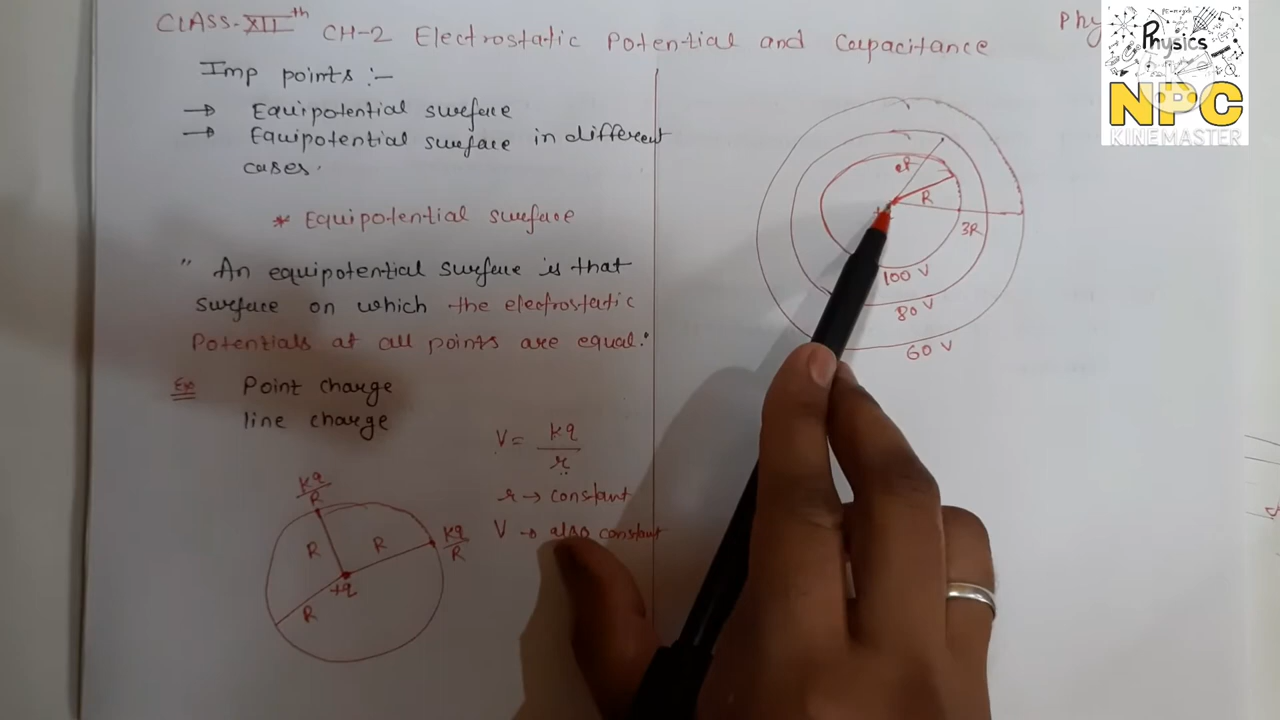 CLASS-XIIth CH-2 Electrostatic Potential and Capacitance
Phy
Physics
NPC
KINEMASTER
Imp points :-
→ Equipotential surface
→ Equipotential surface in different
cases.
* Equipotential surface
" An equipotential surface is that
surface on which the electrostatic
Potentials at all points are equal."
Ex:
Point charge
line charge
V = kq/r
r → constant
V → also constant
kq/R
kq/R
R
R
R
+q
2R
R
3R
100 V
80 V
60 V